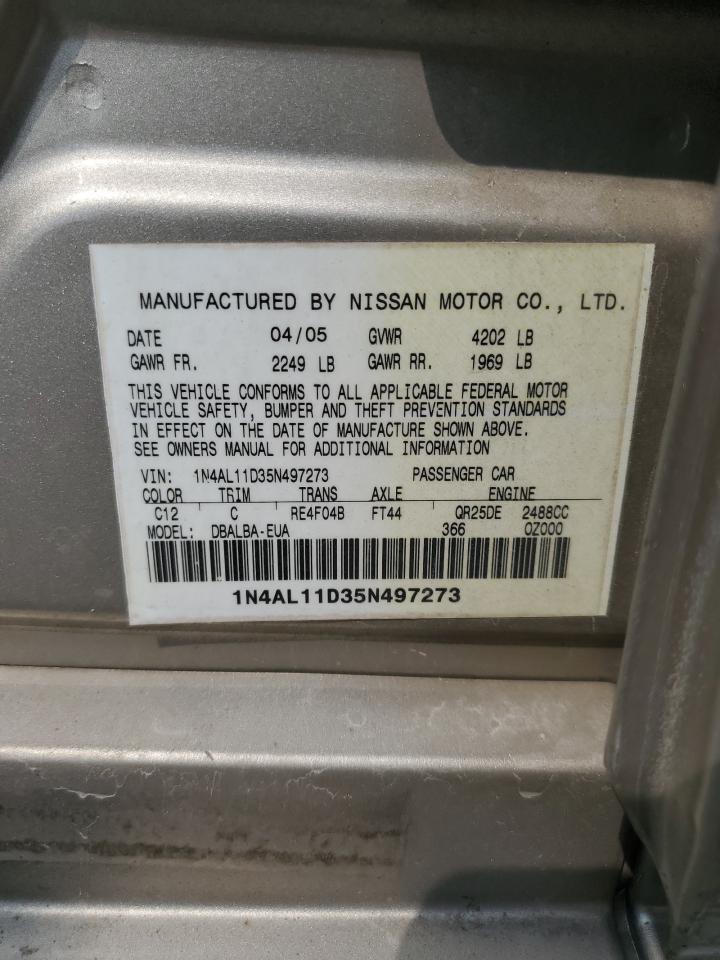 MANUFACTURED BY NISSAN MOTOR CO., LTD.
DATE 04/05 GVWR 4202 LB
GAWR FR. 2249 LB GAWR RR. 1969 LB
THIS VEHICLE CONFORMS TO ALL APPLICABLE FEDERAL MOTOR
VEHICLE SAFETY, BUMPER AND THEFT PREVENTION STANDARDS
IN EFFECT ON THE DATE OF MANUFACTURE SHOWN ABOVE.
SEE OWNERS MANUAL FOR ADDITIONAL INFORMATION
VIN: 1N4AL11D35N497273 PASSENGER CAR
COLOR TRIM TRANS AXLE ENGINE
C12 C RE4F04B FT44 QR25DE 2488CC
MODEL: DBALBA-EUA 366 0Z000
1N4AL11D35N497273